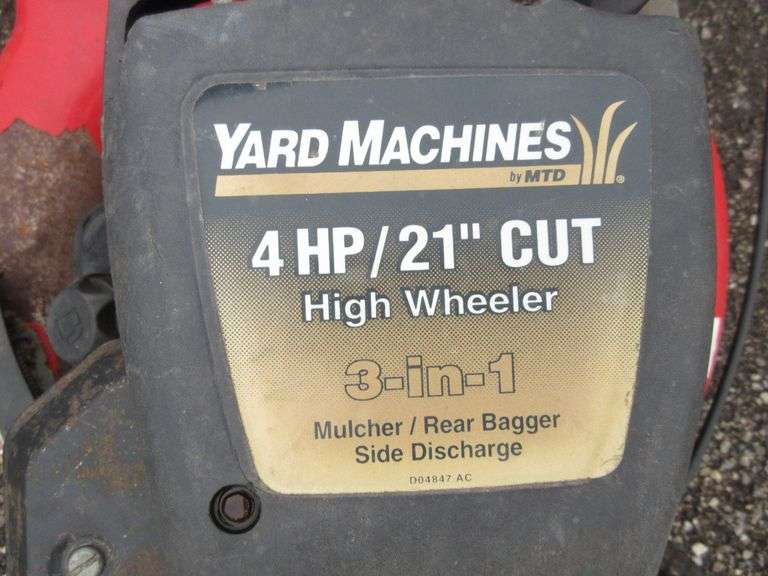 YARD MACHINES
by MTD
®
4 HP/21" CUT
High Wheeler
3-in-1
Mulcher / Rear Bagger
Side Discharge
D04847 AC